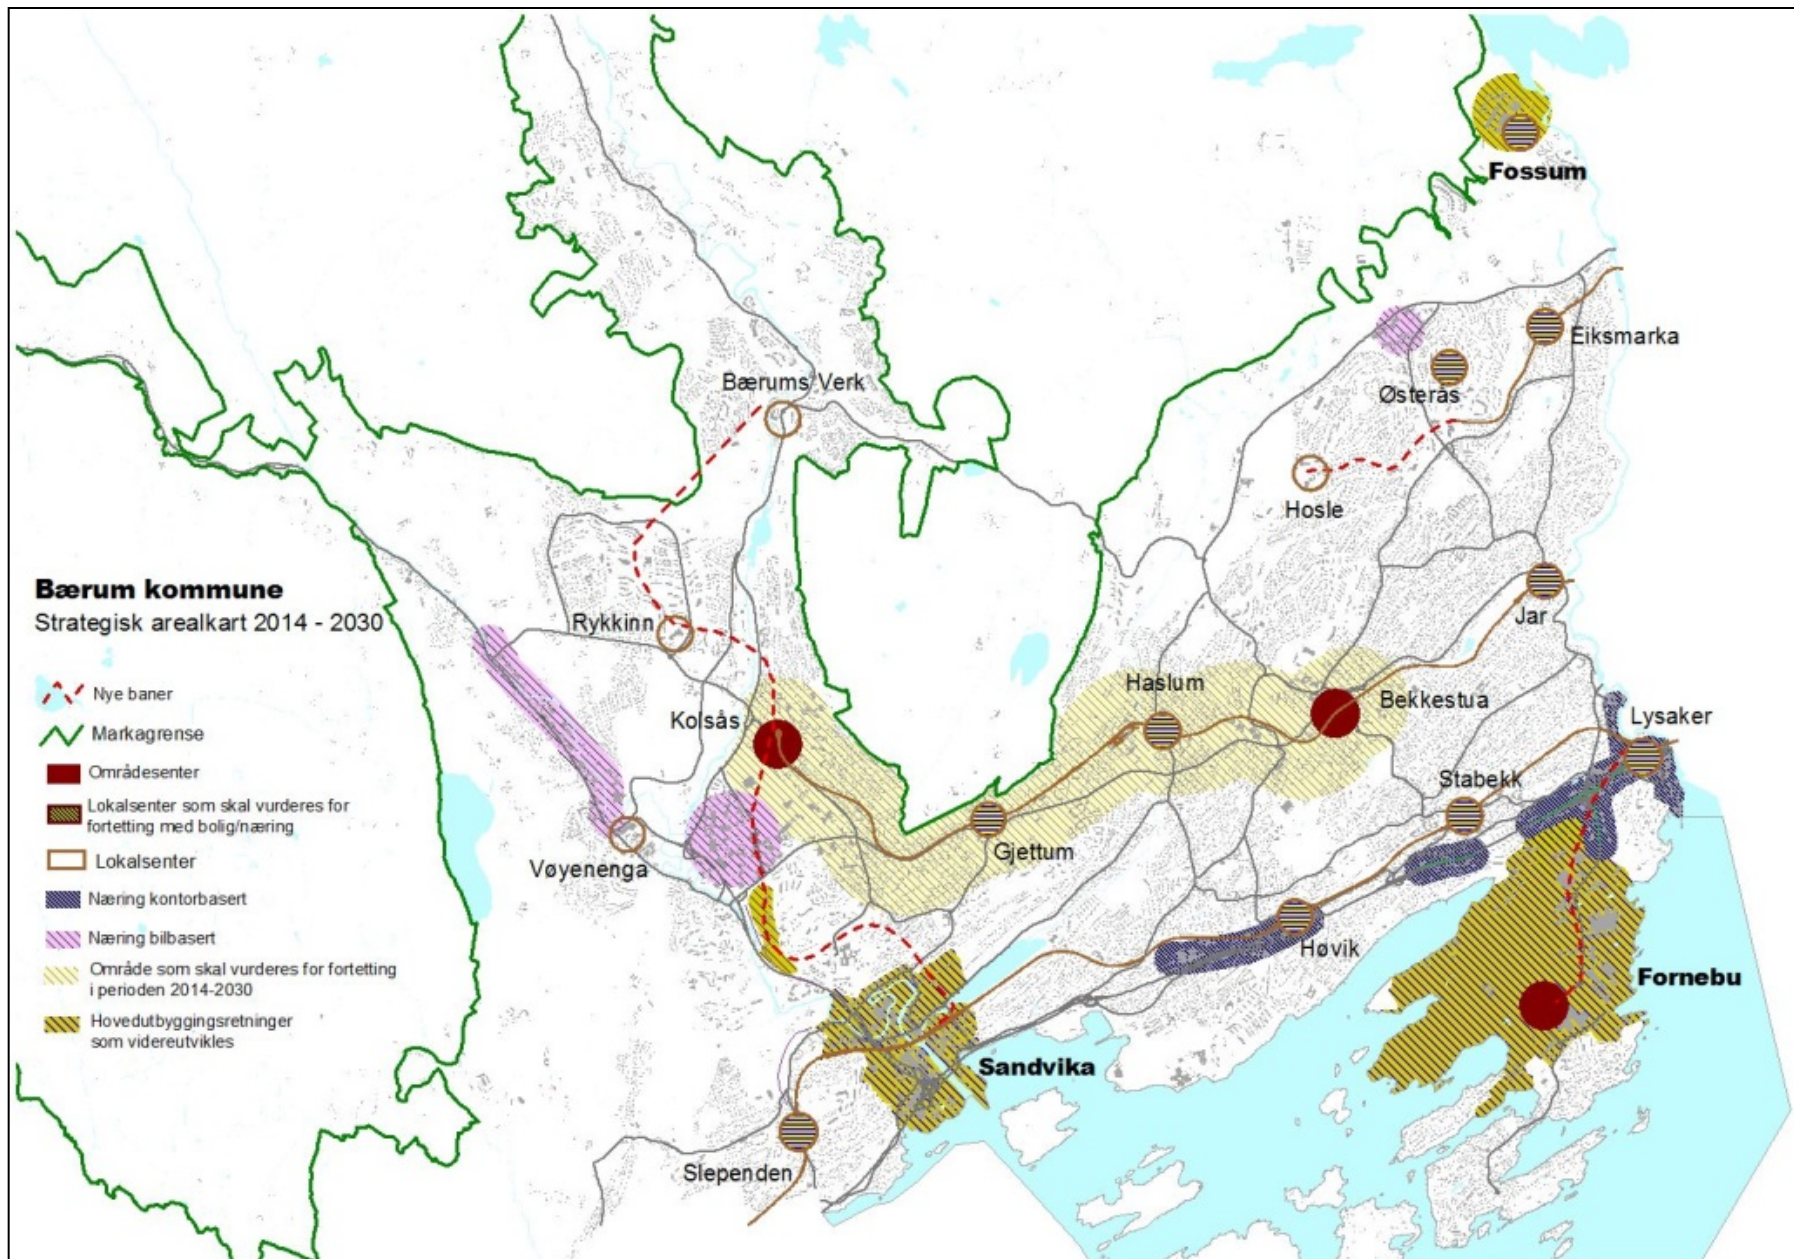 Fossum
Eiksmarka
Bærums Verk
Østerås
Hosle
Bærum kommune
Strategisk arealkart 2014 - 2030
Rykkinn
Jar
Nye baner
Haslum
Bekkestua
Kolsås
Lysaker
Markagrense
Områdesenter
Stabekk
Lokalsenter som skal vurderes for
fortetting med bolig/næring
Gjettum
Lokalsenter
Vøyenenga
Næring kontorbasert
Næring bilbasert
Høvik
Område som skal vurderes for fortetting
i perioden 2014-2030
Fornebu
Hovedutbyggingsretninger
som videreutvikles
Sandvika
Slependen